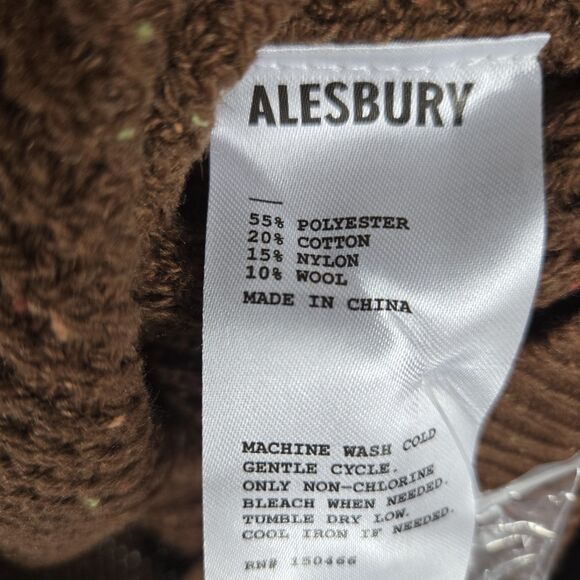 ALESBURY
55% POLYESTER
20% COTTON
15% NYLON
10% WOOL
MADE IN CHINA
MACHINE WASH COLD
GENTLE CYCLE.
ONLY NON-CHLORINE
BLEACH WHEN NEEDED.
TUMBLE DRY LOW.
COOL IRON IF NEEDED.
RN# 150466